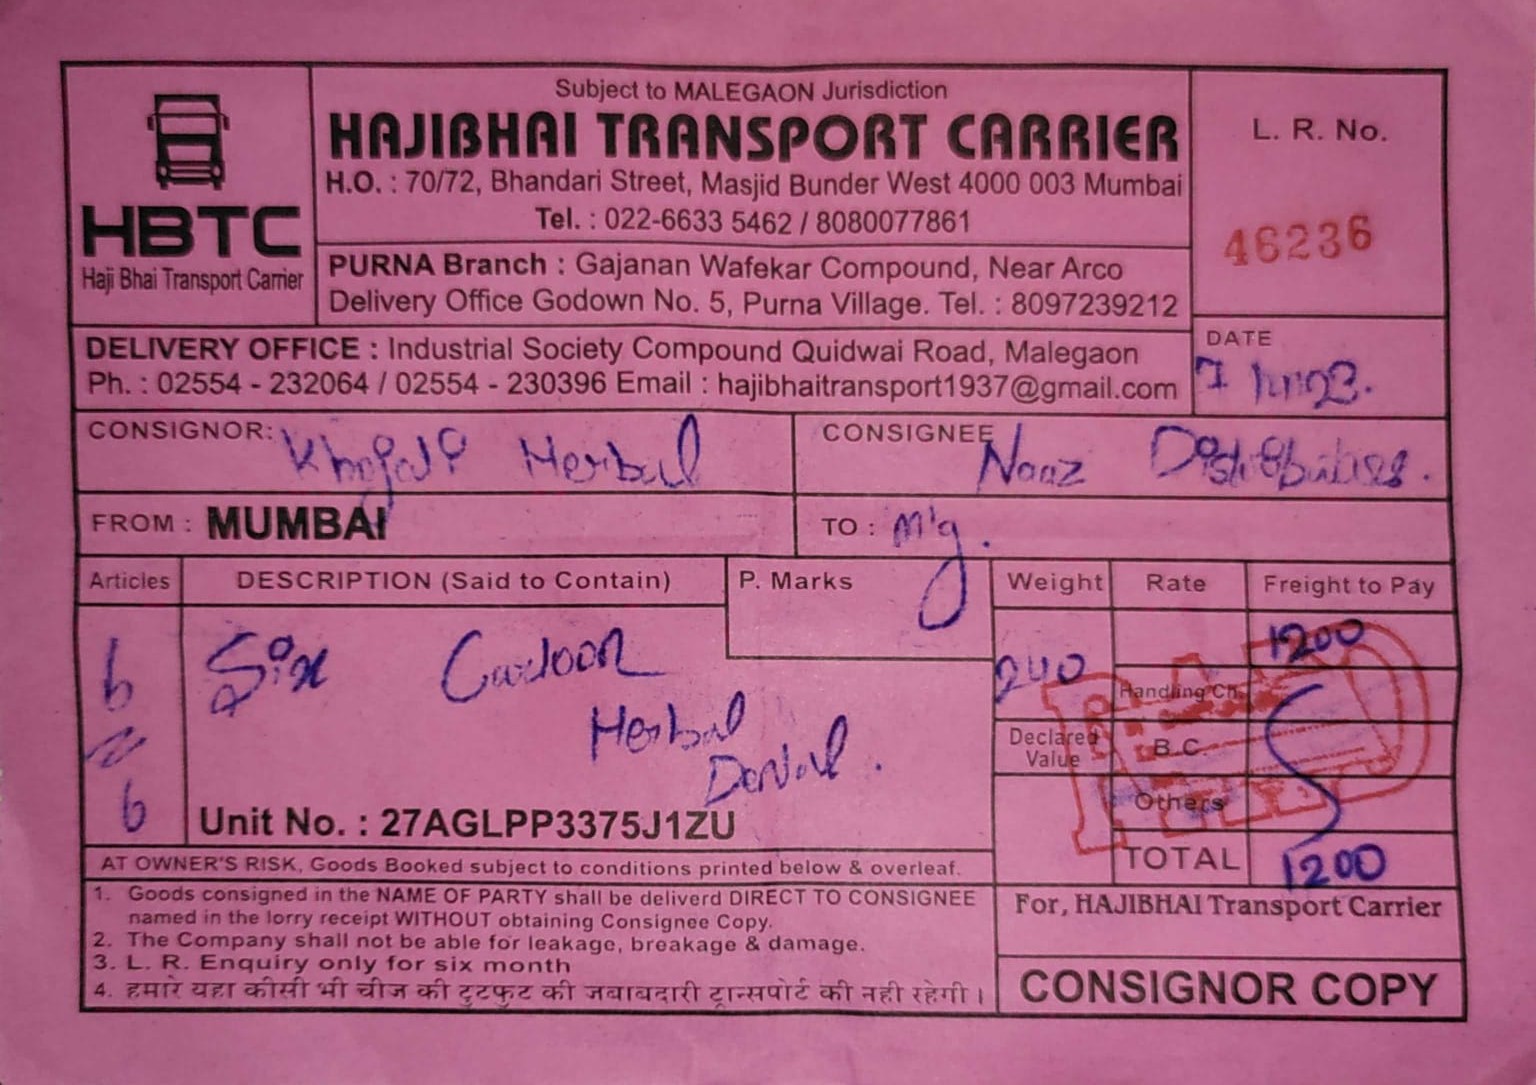 Subject to MALEGAON Jurisdiction
HAJIBHAI TRANSPORT CARRIER
H.O. : 70/72, Bhandari Street, Masjid Bunder West 4000 003 Mumbai
Tel. : 022-6633 5462 / 8080077861
HBTC
Haji Bhai Transport Carrier
PURNA Branch : Gajanan Wafekar Compound, Near Arco
Delivery Office Godown No. 5, Purna Village. Tel. : 8097239212
L. R. No.
46236
DELIVERY OFFICE : Industrial Society Compound Quidwai Road, Malegaon
Ph. : 02554 - 232064 / 02554 - 230396 Email : hajibhaitransport1937@gmail.com
DATE
7
CONSIGNOR: Herbal
CONSIGNEE Naaz
FROM : MUMBAI
TO : M'g.
Articles DESCRIPTION (Said to Contain) P. Marks Weight Rate Freight to Pay
6 Six Cartoon 240 1200
Herbal
6
Handling Ch.
Declared Value B.C.
Others
Unit No. : 27AGLPP3375J1ZU
TOTAL 1200
PAID
AT OWNER'S RISK, Goods Booked subject to conditions printed below & overleaf.
1. Goods consigned in the NAME OF PARTY shall be deliverd DIRECT TO CONSIGNEE
named in the lorry receipt WITHOUT obtaining Consignee Copy.
2. The Company shall not be able for leakage, breakage & damage.
3. L. R. Enquiry only for six month
4. हमारे यहा कीसी भी चीज की टुटफुट की जबाबदारी ट्रान्सपोर्ट की नही रहेगी।
For, HAJIBHAI Transport Carrier
CONSIGNOR COPY